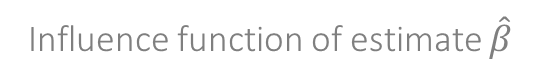 Influence function of estimate β̂